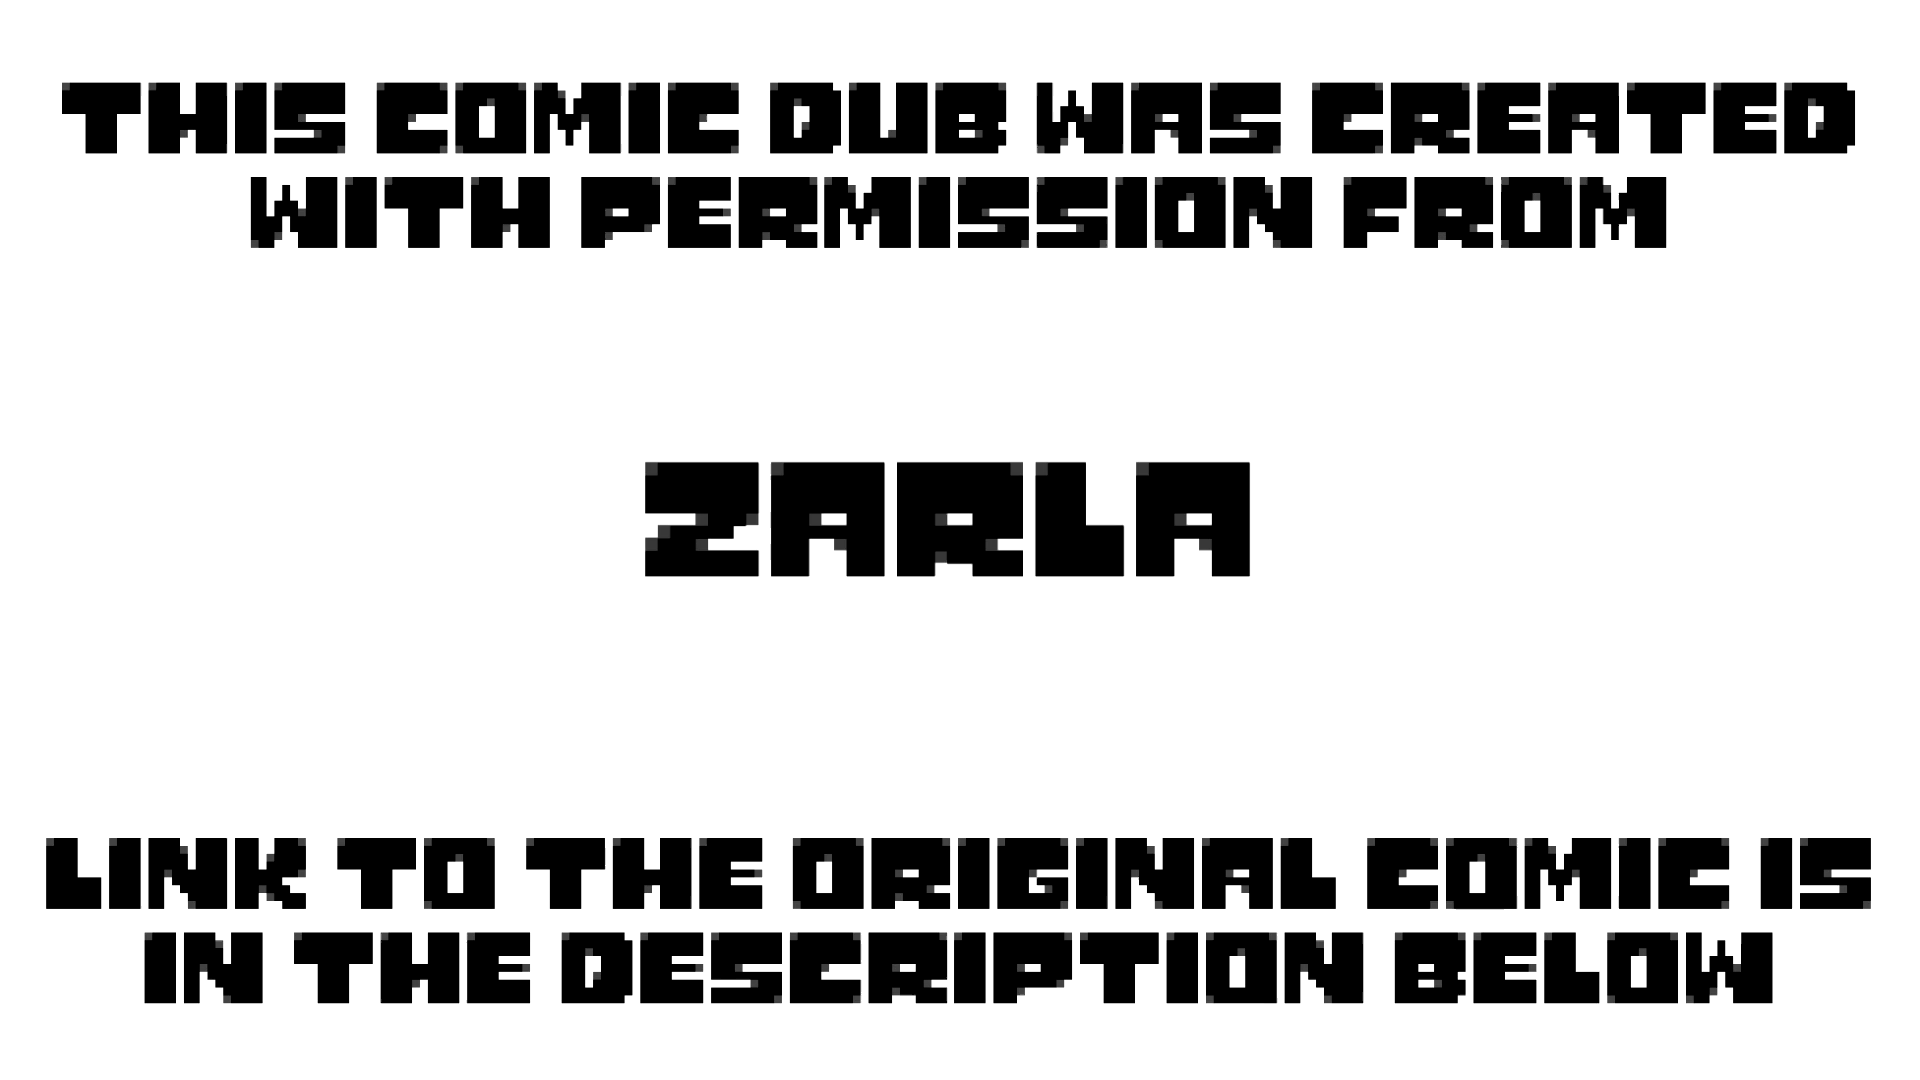 THIS COMIC DUB WAS CREATED
WITH PERMISSION FROM
ZARLA
LINK TO THE ORIGINAL COMIC IS
IN THE DESCRIPTION BELOW